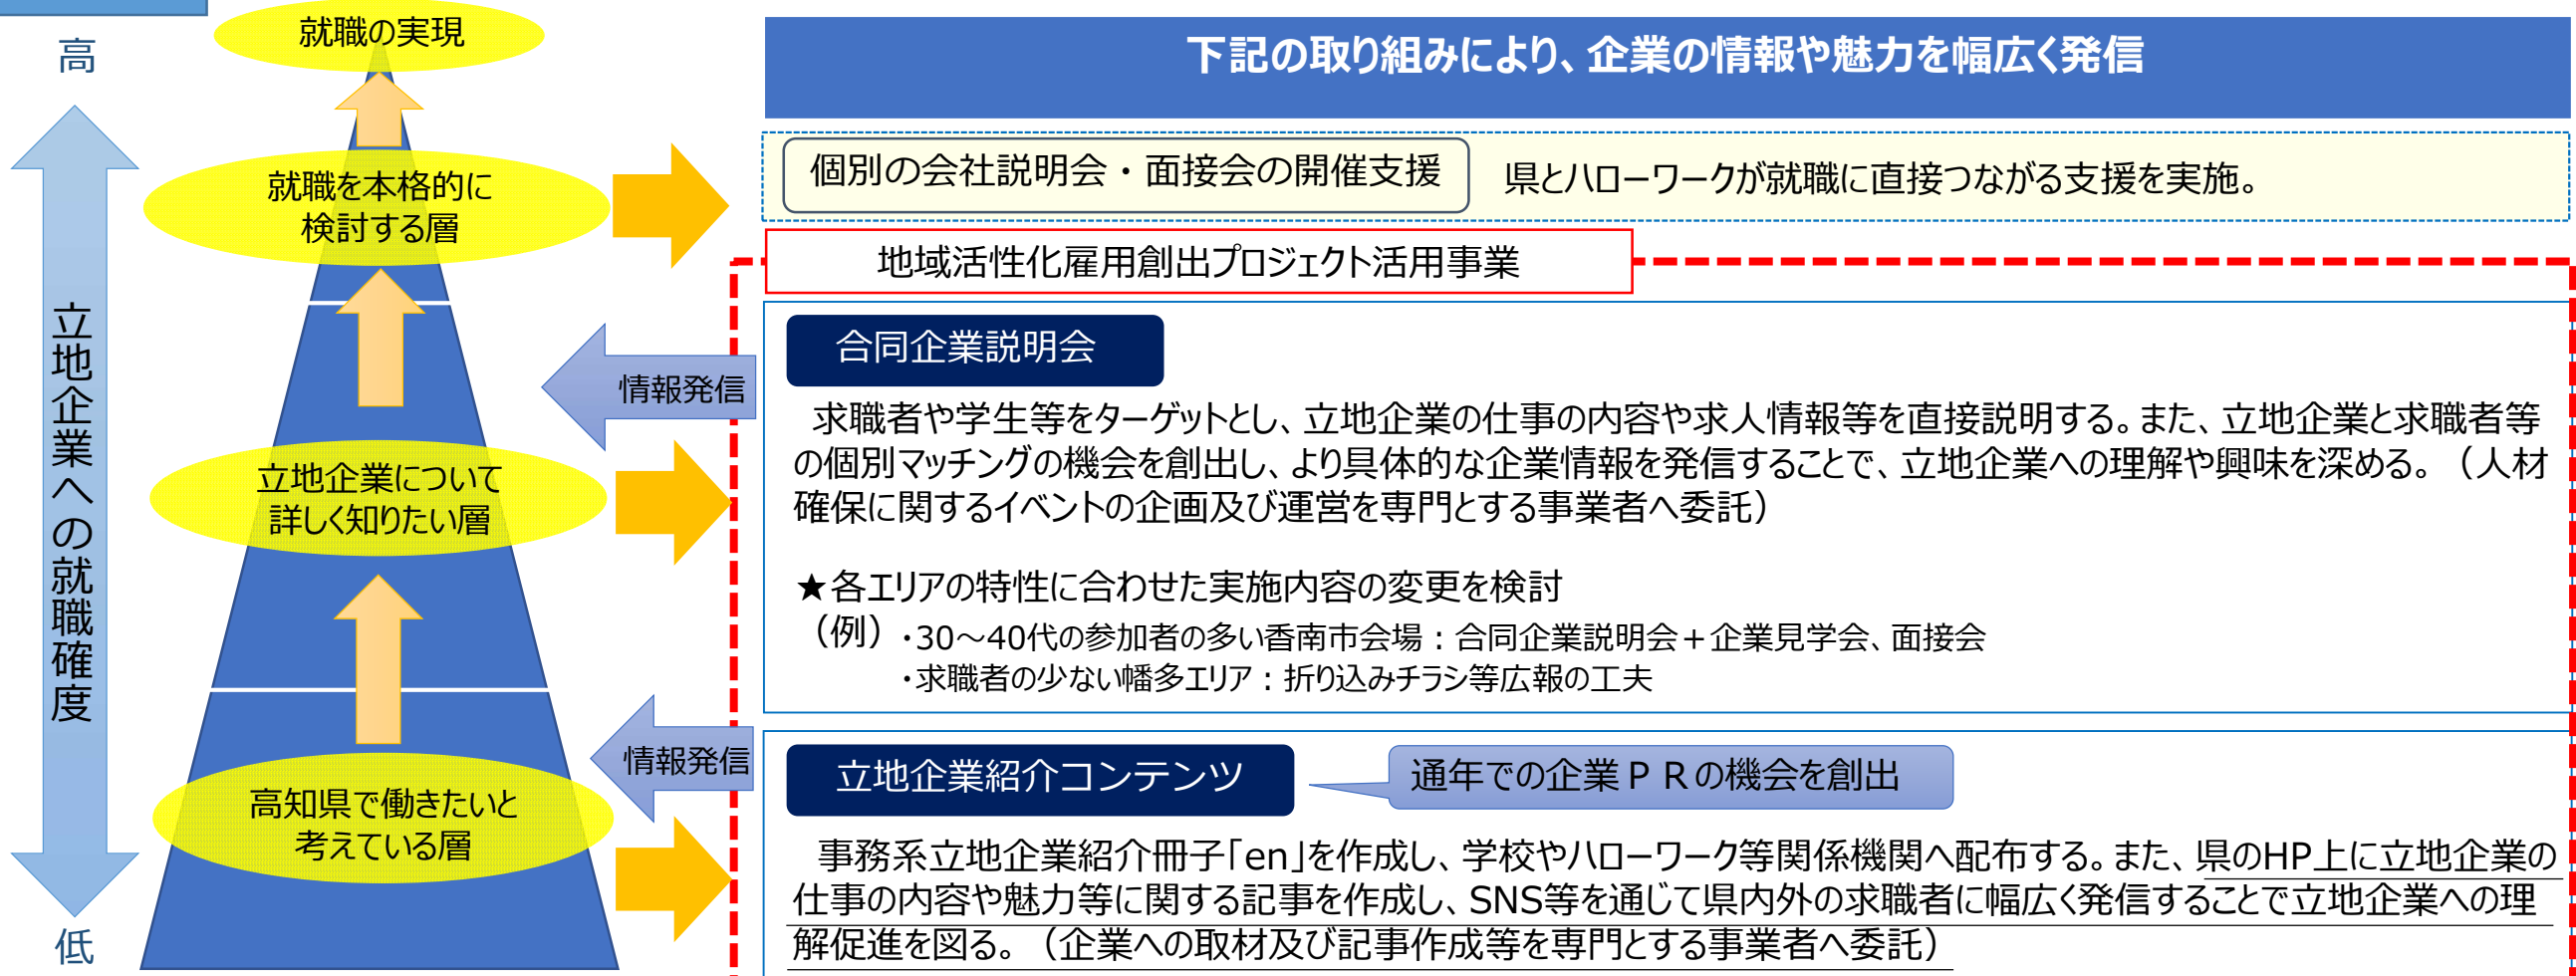 高
立地企業への就職確度
低
就職の実現
就職を本格的に
検討する層
立地企業について
詳しく知りたい層
高知県で働きたいと
考えている層
下記の取り組みにより、企業の情報や魅力を幅広く発信
個別の会社説明会・面接会の開催支援
県とハローワークが就職に直接つながる支援を実施。
地域活性化雇用創出プロジェクト活用事業
情報発信
合同企業説明会
求職者や学生等をターゲットとし、立地企業の仕事の内容や求人情報等を直接説明する。また、立地企業と求職者等
の個別マッチングの機会を創出し、より具体的な企業情報を発信することで、立地企業への理解や興味を深める。（人材
確保に関するイベントの企画及び運営を専門とする事業者へ委託）
★各エリアの特性に合わせた実施内容の変更を検討
（例）・30～40代の参加者の多い香南市会場：合同企業説明会＋企業見学会、面接会
・求職者の少ない幡多エリア：折り込みチラシ等広報の工夫
情報発信
立地企業紹介コンテンツ
通年での企業ＰＲの機会を創出
事務系立地企業紹介冊子「en」を作成し、学校やハローワーク等関係機関へ配布する。また、県のHP上に立地企業の
仕事の内容や魅力等に関する記事を作成し、SNS等を通じて県内外の求職者に幅広く発信することで立地企業への理
解促進を図る。（企業への取材及び記事作成等を専門とする事業者へ委託）